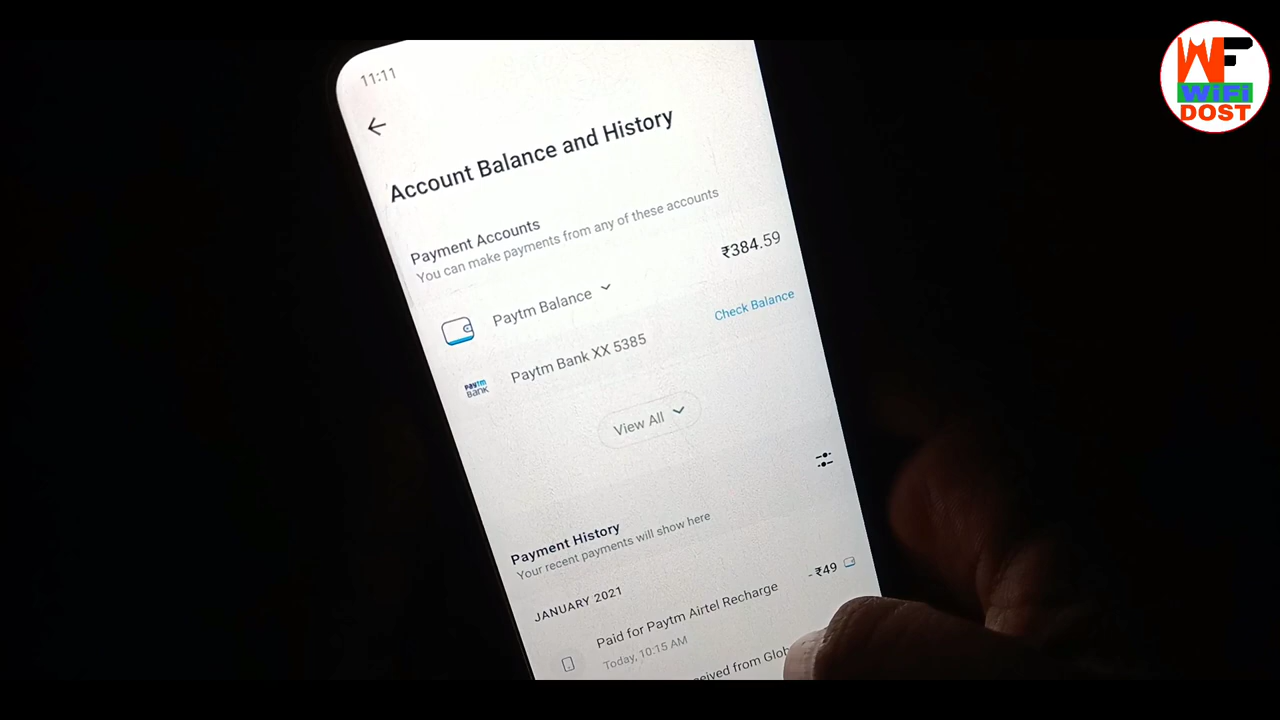 WF
WiFi
DOST
11:11
Account Balance and History
Payment Accounts
You can make payments from any of these accounts
Paytm Balance
₹384.59
Paytm Bank XX 5385
Check Balance
paytm
BANK
View All
Payment History
Your recent payments will show here
JANUARY 2021
Paid for Paytm Airtel Recharge
- ₹49
Today, 10:15 AM
from